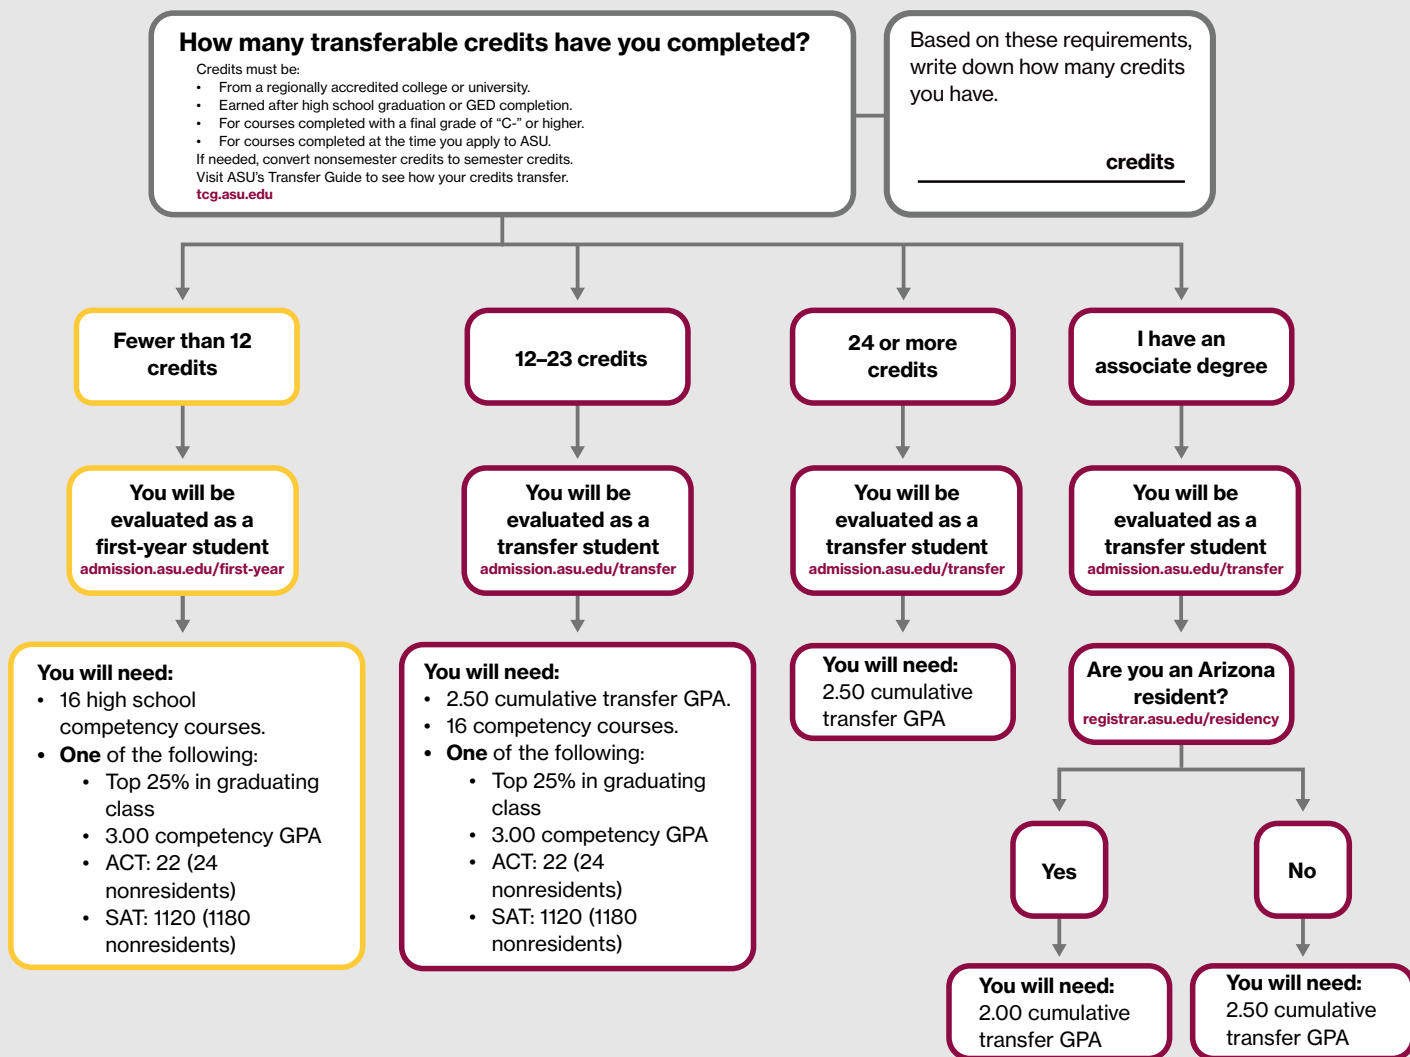 How many transferable credits have you completed?
Credits must be:
• From a regionally accredited college or university.
• Earned after high school graduation or GED completion.
• For courses completed with a final grade of “C-” or higher.
• For courses completed at the time you apply to ASU.
If needed, convert nonsemester credits to semester credits.
Visit ASU’s Transfer Guide to see how your credits transfer.
tcg.asu.edu
Based on these requirements,
write down how many credits
you have.
credits
Fewer than 12
credits
12–23 credits
24 or more
credits
I have an
associate degree
You will be
evaluated as a
first-year student
admission.asu.edu/first-year
You will be
evaluated as a
transfer student
admission.asu.edu/transfer
You will be
evaluated as a
transfer student
admission.asu.edu/transfer
You will be
evaluated as a
transfer student
admission.asu.edu/transfer
You will need:
• 16 high school
competency courses.
• One of the following:
• Top 25% in graduating
class
• 3.00 competency GPA
• ACT: 22 (24
nonresidents)
• SAT: 1120 (1180
nonresidents)
You will need:
• 2.50 cumulative transfer GPA.
• 16 competency courses.
• One of the following:
• Top 25% in graduating
class
• 3.00 competency GPA
• ACT: 22 (24
nonresidents)
• SAT: 1120 (1180
nonresidents)
You will need:
2.50 cumulative
transfer GPA
Are you an Arizona
resident?
registrar.asu.edu/residency
Yes
No
You will need:
2.00 cumulative
transfer GPA
You will need:
2.50 cumulative
transfer GPA